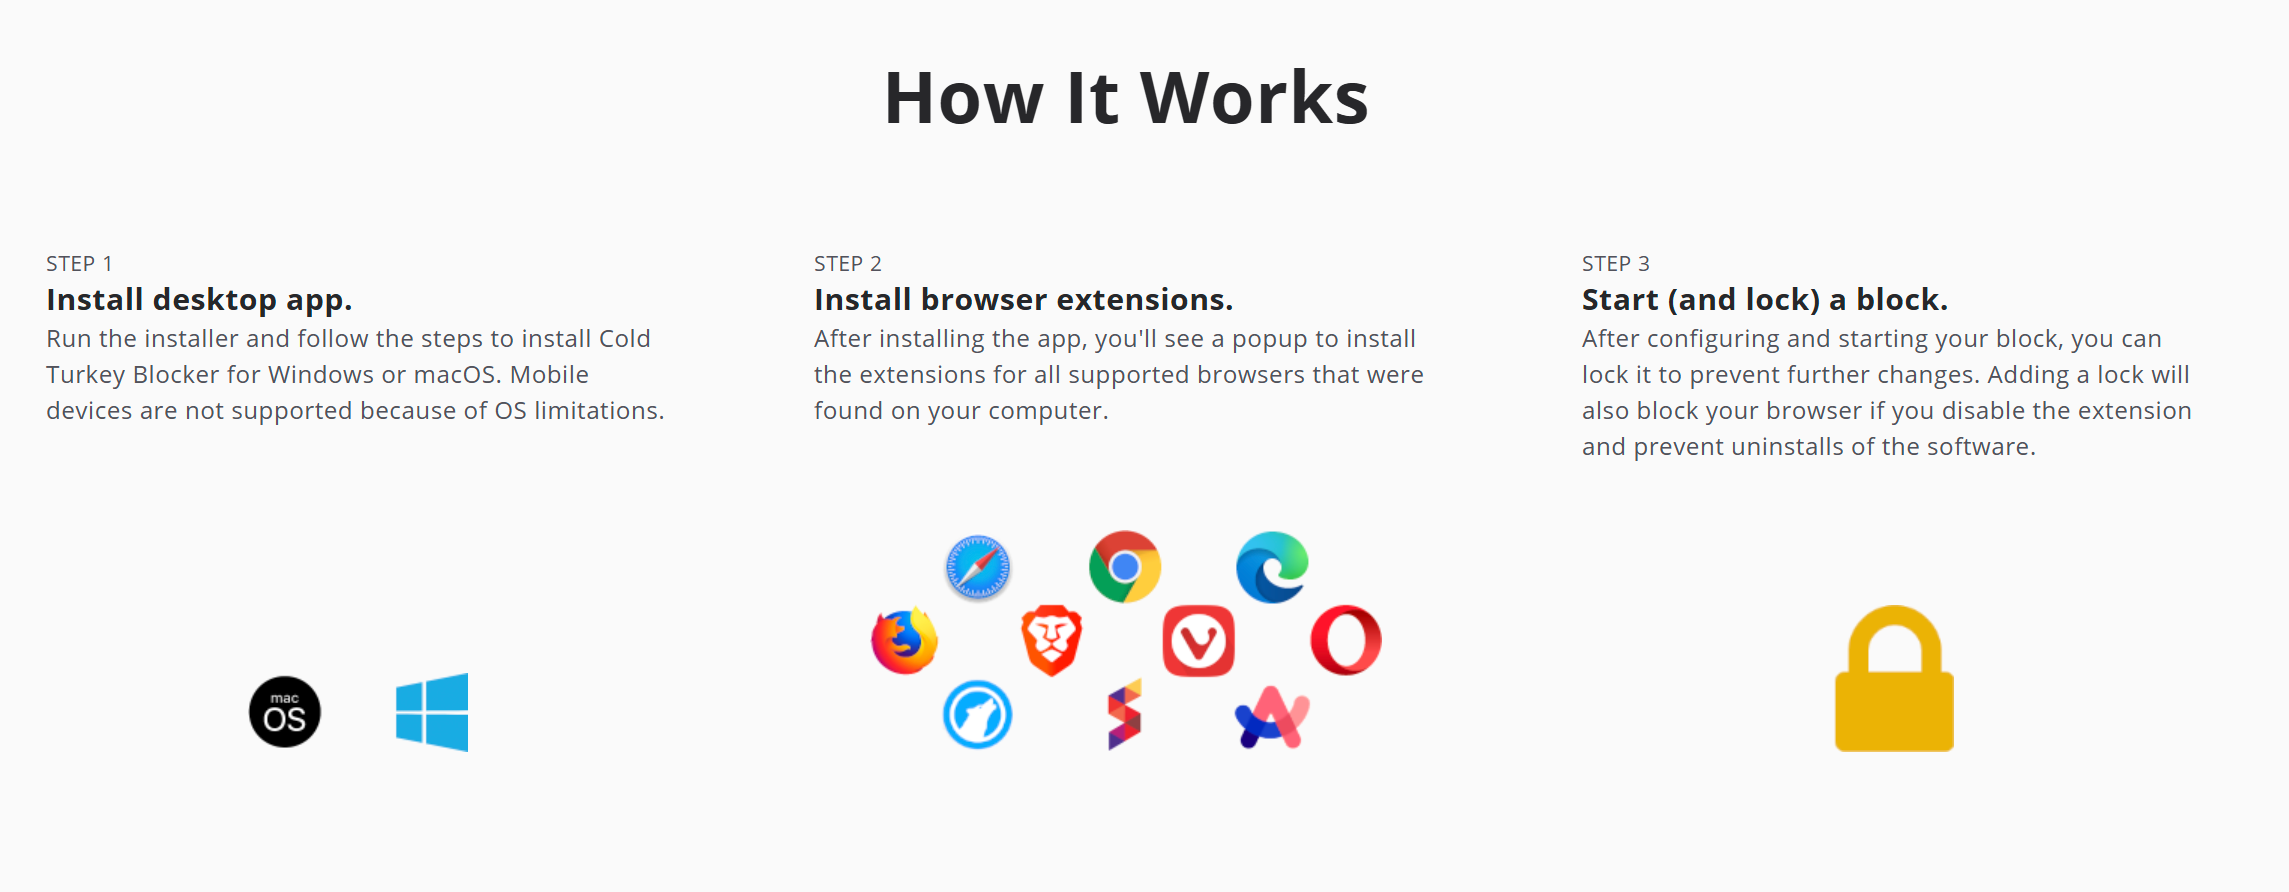 How It Works
STEP 1
Install desktop app.
Run the installer and follow the steps to install Cold
Turkey Blocker for Windows or macOS. Mobile
devices are not supported because of OS limitations.
mac
OS
STEP 2
Install browser extensions.
After installing the app, you'll see a popup to install
the extensions for all supported browsers that were
found on your computer.
STEP 3
Start (and lock) a block.
After configuring and starting your block, you can
lock it to prevent further changes. Adding a lock will
also block your browser if you disable the extension
and prevent uninstalls of the software.